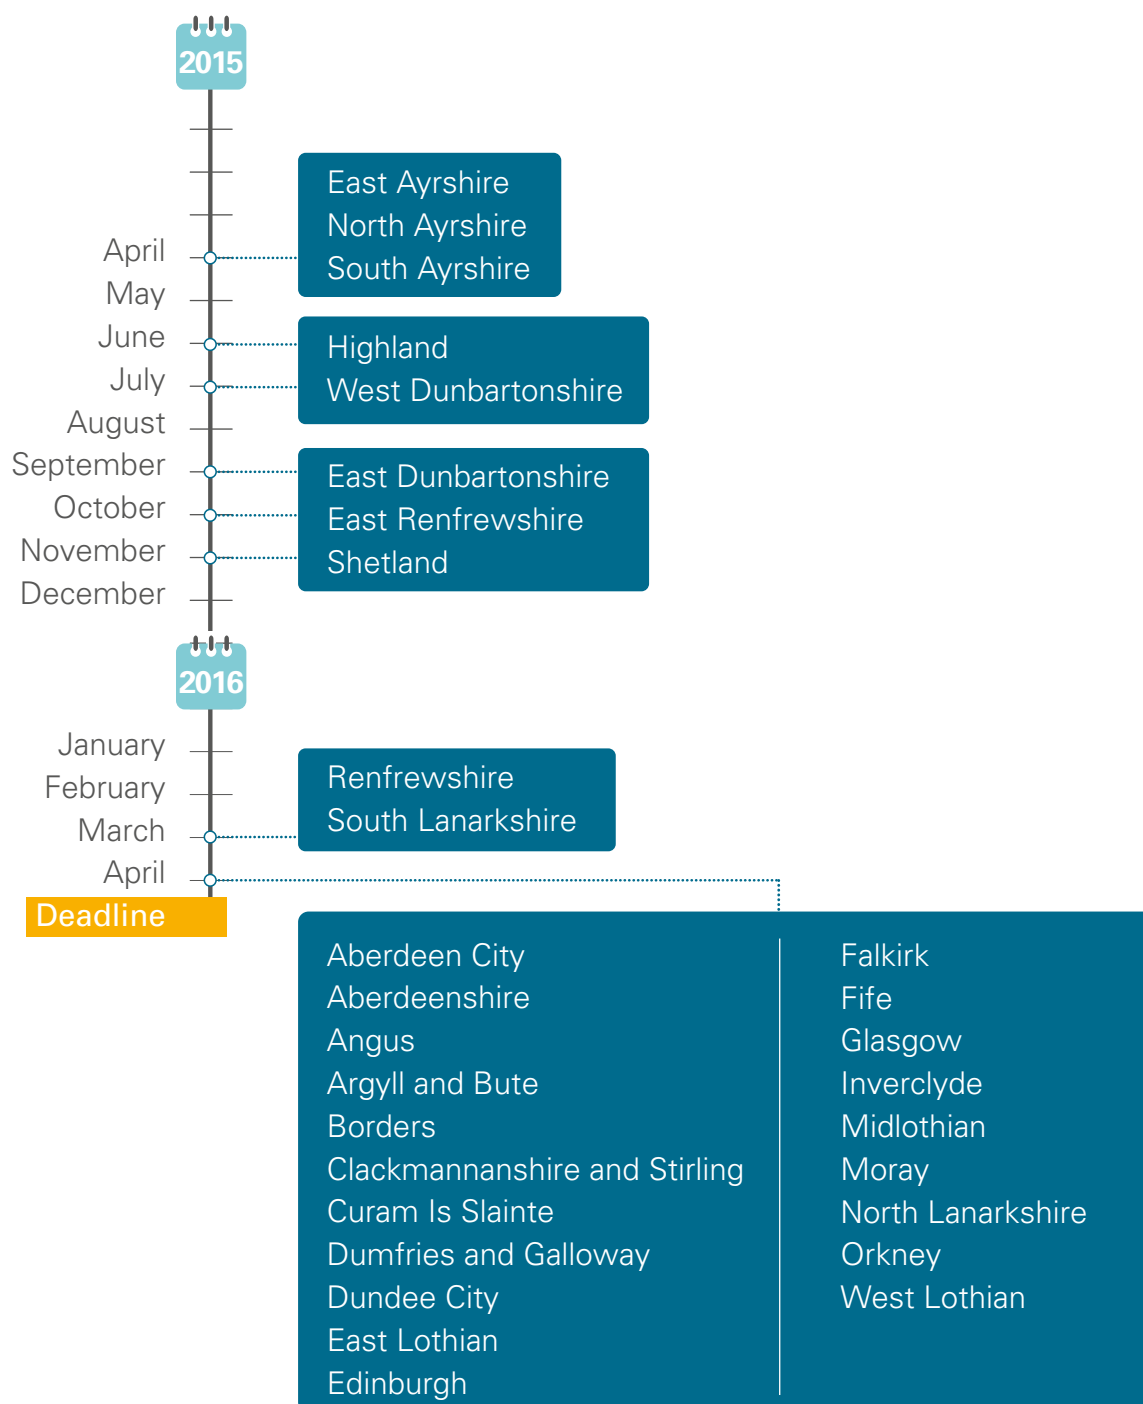 2015
East Ayrshire
North Ayrshire
April
South Ayrshire
May
June
Highland
July
West Dunbartonshire
August
September
East Dunbartonshire
October
East Renfrewshire
November
Shetland
December
2016
January
February
Renfrewshire
March
South Lanarkshire
April
Deadline
Aberdeen City
Aberdeenshire
Angus
Argyll and Bute
Borders
Clackmannanshire and Stirling
Curam Is Slainte
Dumfries and Galloway
Dundee City
East Lothian
Edinburgh
Falkirk
Fife
Glasgow
Inverclyde
Midlothian
Moray
North Lanarkshire
Orkney
West Lothian